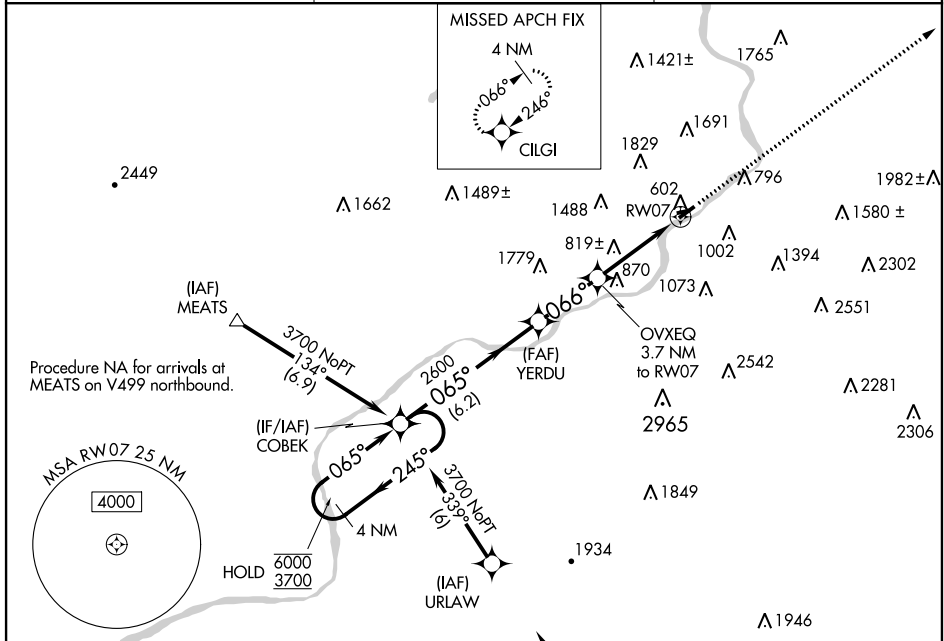 MISSED APCH FIX
4 NM
066°
246°
CILGI
1421±
1765
1691
1829
2449
1662
1489±
1488
602
RW07
796
1982±
1580 ±
819±
1002
1779
870
1073
1394
2302
2551
(IAF)
MEATS
3700 NoPT
134°
(6.9)
066°
OVXEQ
3.7 NM
to RW07
(FAF)
YERDU
2600
065°
(6.2)
2542
2281
2965
2306
Procedure NA for arrivals at
MEATS on V499 northbound.
(IF/IAF)
COBEK
065°
245°
4 NM
3700 NoPT
339°
(6)
1849
MSA RW07 25 NM
4000
HOLD
6000
3700
(IAF)
URLAW
1934
1946